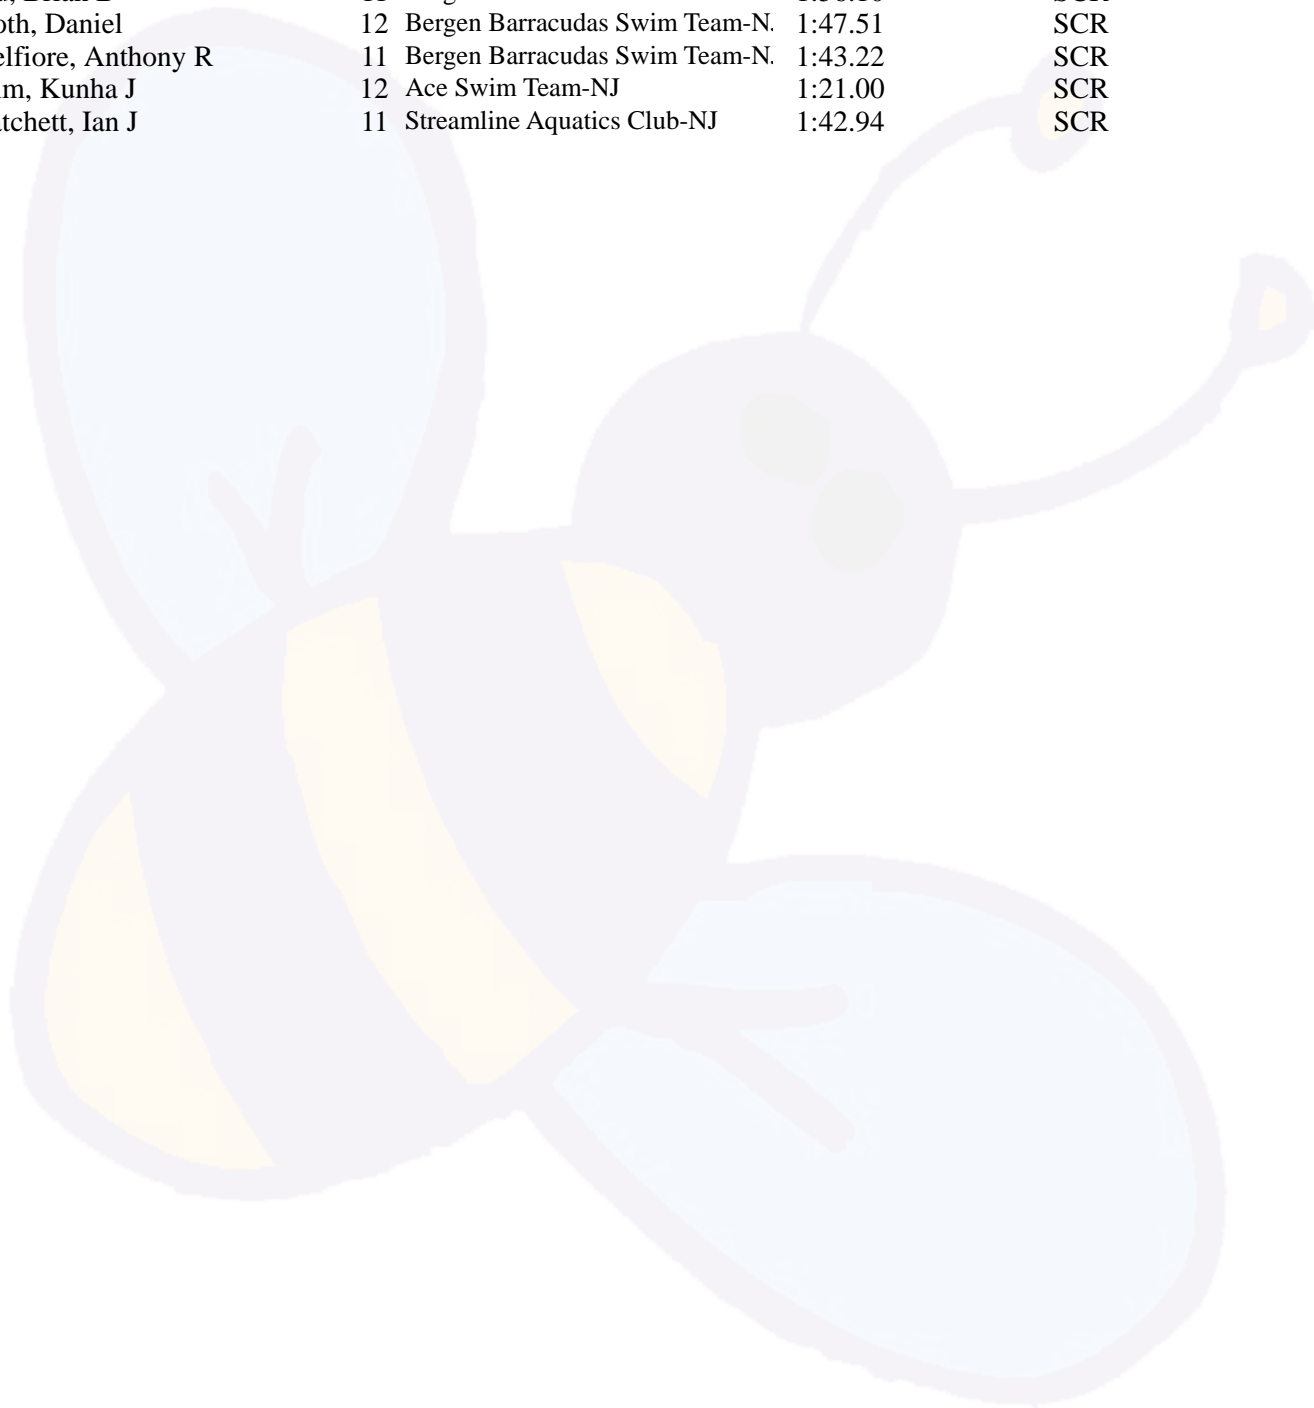 oth, Daniel 12 Bergen Barracudas Swim Team-N. 1:47.51 SCR
elfiore, Anthony R 11 Bergen Barracudas Swim Team-N. 1:43.22 SCR
m, Kunha J 12 Ace Swim Team-NJ 1:21.00 SCR
tchett, Ian J 11 Streamline Aquatics Club-NJ 1:42.94 SCR